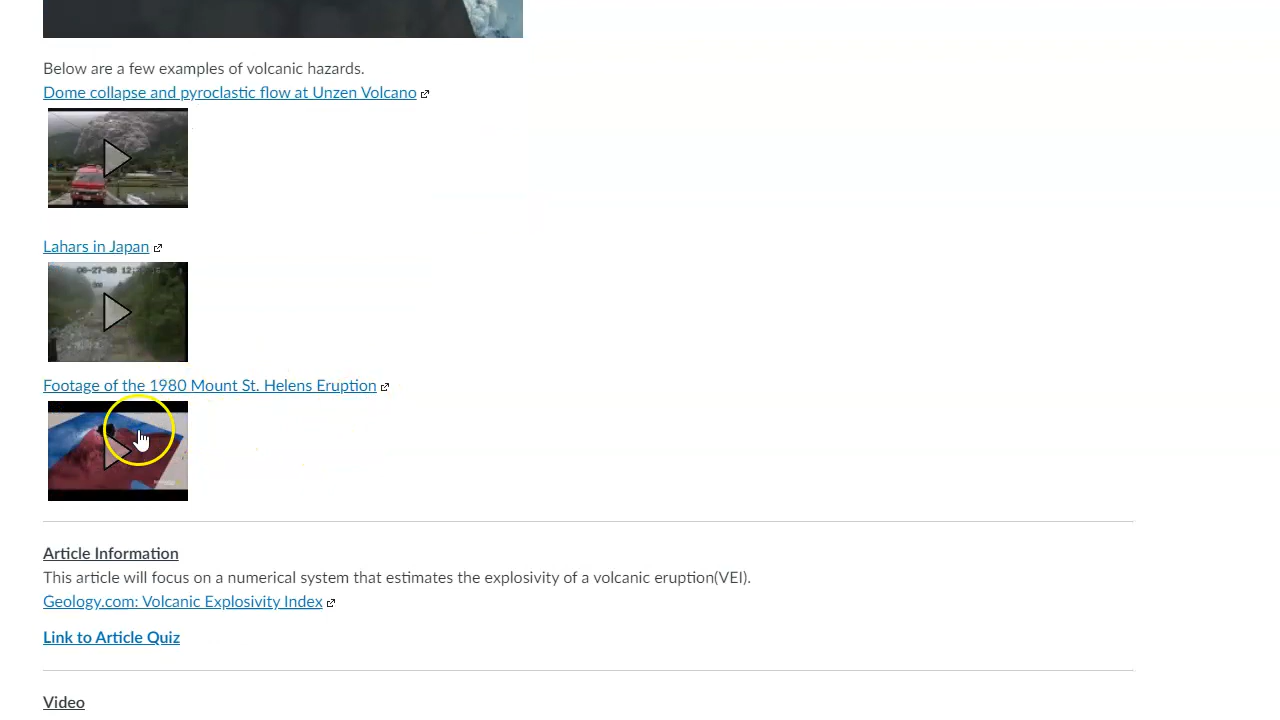 Below are a few examples of volcanic hazards.
Dome collapse and pyroclastic flow at Unzen Volcano
Lahars in Japan
Footage of the 1980 Mount St. Helens Eruption
Article Information
This article will focus on a numerical system that estimates the explosivity of a volcanic eruption(VEI).
Geology.com: Volcanic Explosivity Index
Link to Article Quiz
Video